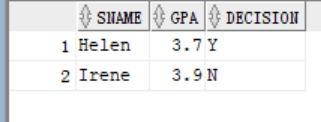 SNAME GPA DECISION
1 Helen 3.7 Y
2 Irene 3.9 N